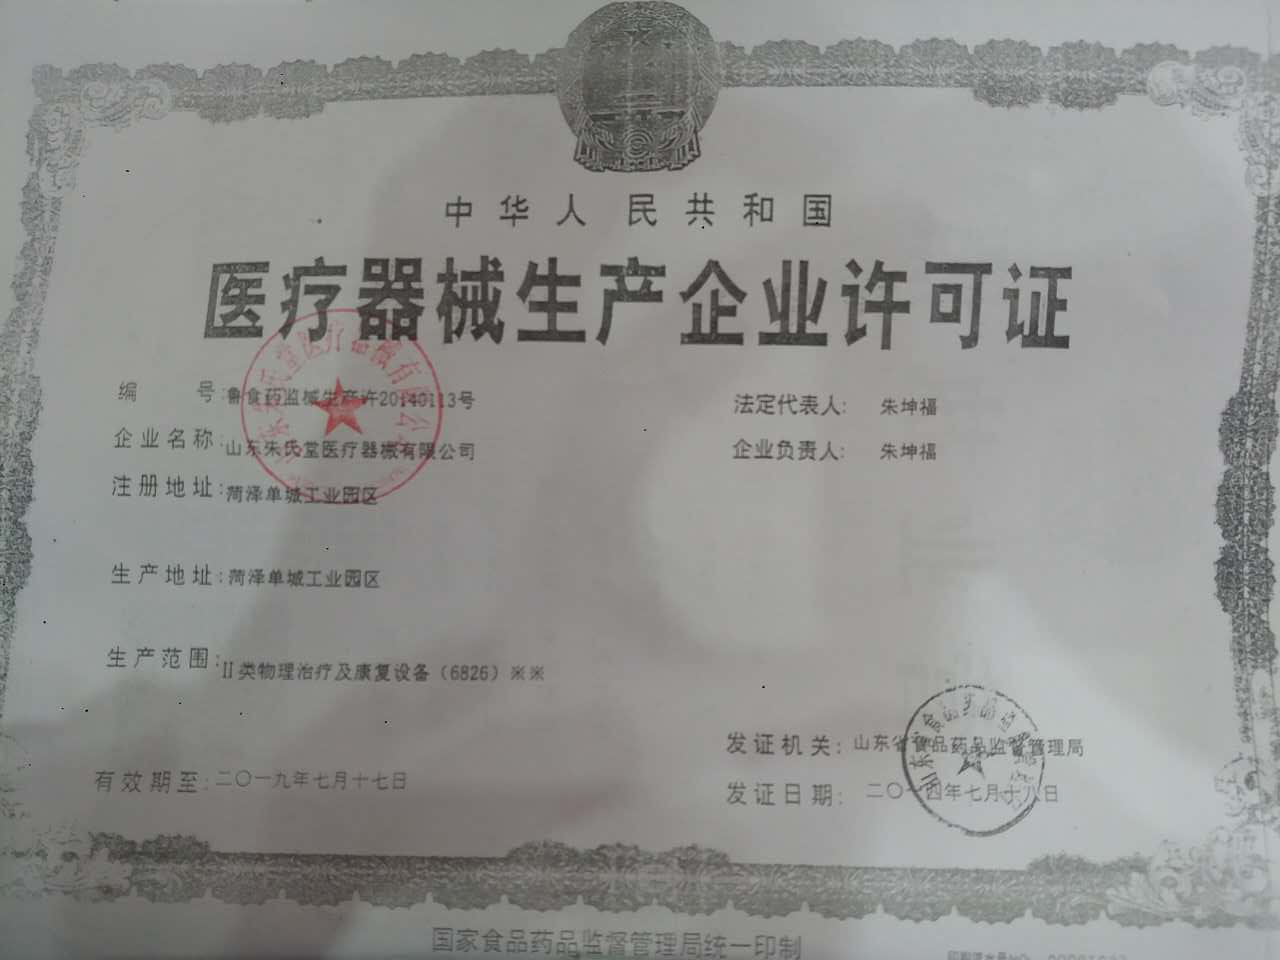 中华人民共和国
医疗器械生产企业许可证
编号:鲁食药监械生产许20140113号
法定代表人: 朱坤福
企业名称:山东朱氏堂医疗器械有限公司
企业负责人: 朱坤福
注册地址:菏泽单城工业园区
生产地址:菏泽单城工业园区
生产范围:Ⅱ类物理治疗及康复设备(6826)※※
发证机关:山东省食品药品监督管理局
有效期至:二〇一九年七月十七日
发证日期:二〇一四年七月十八日
国家食品药品监督管理局统一印制